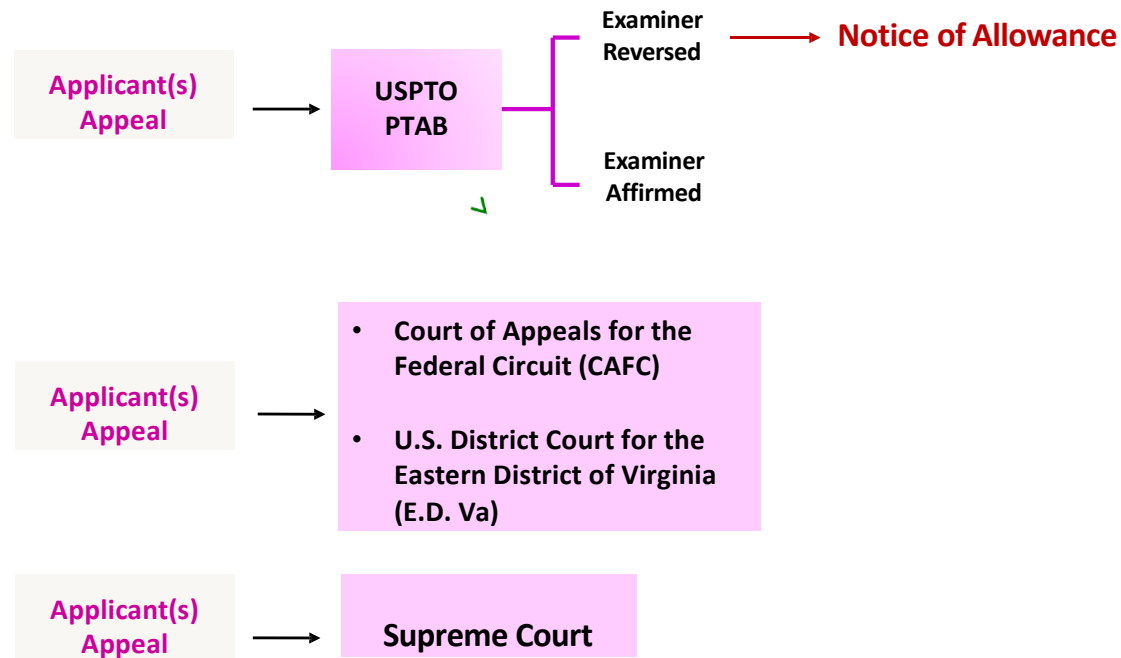 Applicant(s)
Appeal
USPTO
PTAB
Examiner
Reversed
Notice of Allowance
Examiner
Affirmed
Applicant(s)
Appeal
• Court of Appeals for the
Federal Circuit (CAFC)
• U.S. District Court for the
Eastern District of Virginia
(E.D. Va)
Applicant(s)
Appeal
Supreme Court